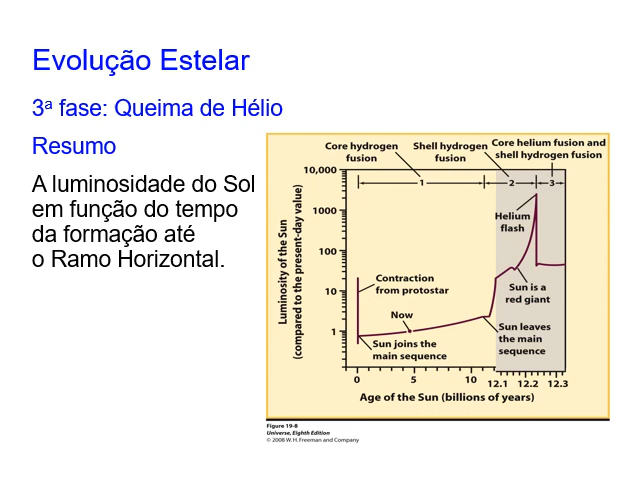 Evolução Estelar
3ª fase: Queima de Hélio
Resumo
A luminosidade do Sol
em função do tempo
da formação até
o Ramo Horizontal.
Core hydrogen
fusion
Shell hydrogen
fusion
Core helium fusion and
shell hydrogen fusion
10,000
1000
100
10
1
Luminosity of the Sun
(compared to the present-day value)
1
2
3
Helium
flash
Contraction
from protostar
Now
Sun joins the
main sequence
Sun is a
red giant
Sun leaves
the main
sequence
0
5
10
12.1
12.2
12.3
Age of the Sun (billions of years)
Figure 19-8
Universe, Eighth Edition
© 2008 W. H. Freeman and Company